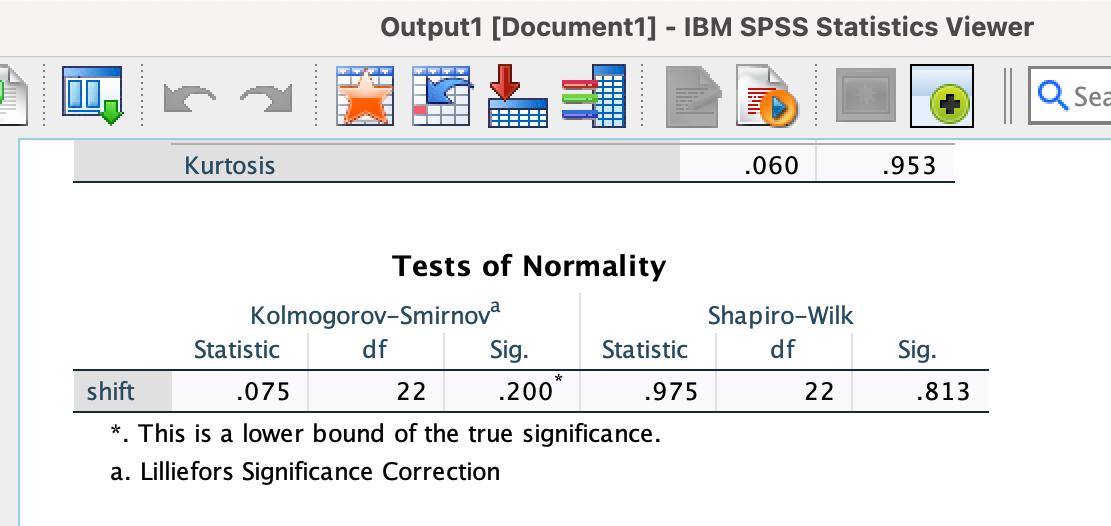 Output1 [Document1] - IBM SPSS Statistics Viewer
Sea
Kurtosis .060 .953
Tests of Normality
Kolmogorov-Smirnovᵃ Shapiro-Wilk
Statistic df Sig. Statistic df Sig.
shift .075 22 .200* .975 22 .813
*. This is a lower bound of the true significance.
a. Lilliefors Significance Correction